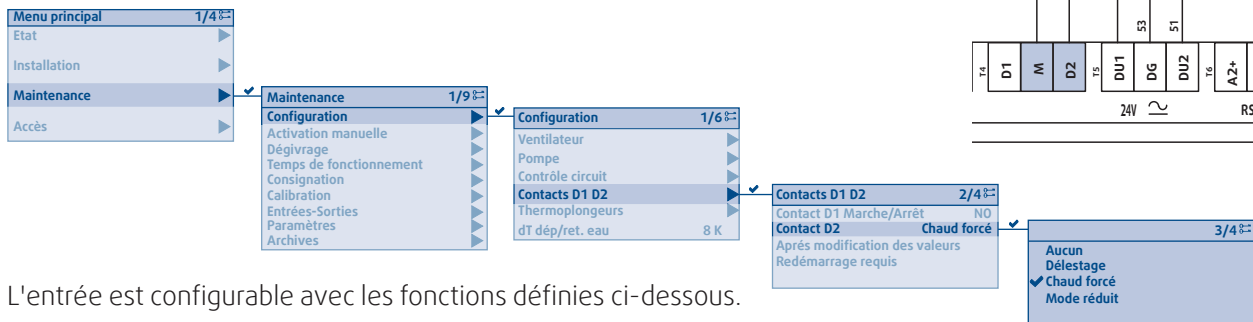 Menu principal 1/4
Etat
Installation
Maintenance
Accès
Maintenance 1/9
Configuration
Activation manuelle
Dégivrage
Temps de fonctionnement
Consignation
Calibration
Entrées-Sorties
Paramètres
Archives
Configuration 1/6
Ventilateur
Pompe
Contrôle circuit
Contacts D1 D2
Thermoplongeurs
dT dép/ret. eau 8 K
Contacts D1 D2 2/4
Contact D1 Marche/Arrêt NO
Contact D2 Chaud forcé
Aprés modification des valeurs
Redémarrage requis
3/4
Aucun
Délestage
Chaud forcé
Mode réduit
53 51
T4 D1 M D2 T5 DU1 DG DU2 T6 A2+
24V RS
L'entrée est configurable avec les fonctions définies ci-dessous.